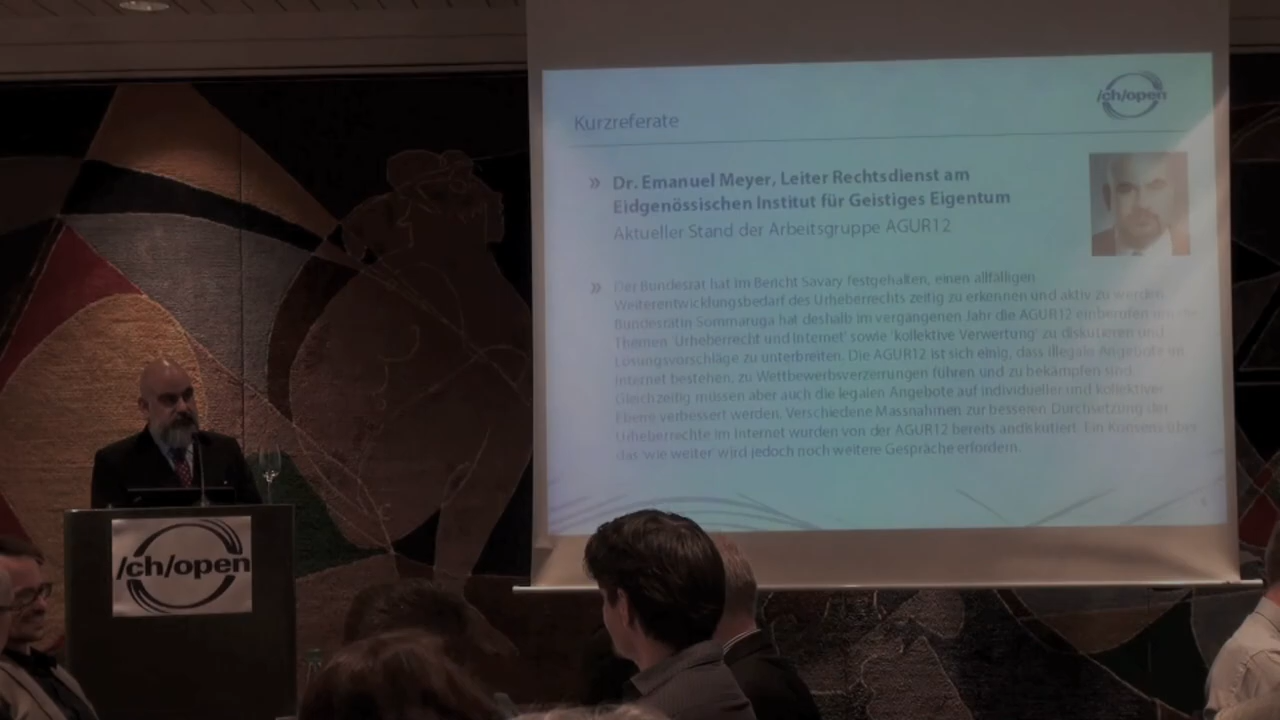 /ch/open
Kurzreferate
» Dr. Emanuel Meyer, Leiter Rechtsdienst am
Eidgenössischen Institut für Geistiges Eigentum
Aktueller Stand der Arbeitsgruppe AGUR12
» Der Bundesrat hat im Bericht Savary festgehalten, einen allfälligen
Weiterentwicklungsbedarf des Urheberrechts zeitig zu erkennen und aktiv zu werden.
Bundesrätin Sommaruga hat deshalb im vergangenen Jahr die AGUR12 einberufen
Themen 'Urheberrecht und Internet' sowie 'kollektive Verwertung' zu diskutieren und
Lösungsvorschläge zu unterbreiten. Die AGUR12 ist sich einig, dass illegale Angebote im
Internet bestehen, zu Wettbewerbsverzerrungen führen und zu bekämpfen sind.
Gleichzeitig müssen aber auch die legalen Angebote auf individueller und kollektiver
Ebene verbessert werden. Verschiedene Massnahmen zur besseren Durchsetzung der
Urheberrechte im Internet wurden von der AGUR12 bereits andiskutiert. Ein Konsens über
das 'wie weiter' wird jedoch noch weitere Gespräche erfordern.
/ch/open